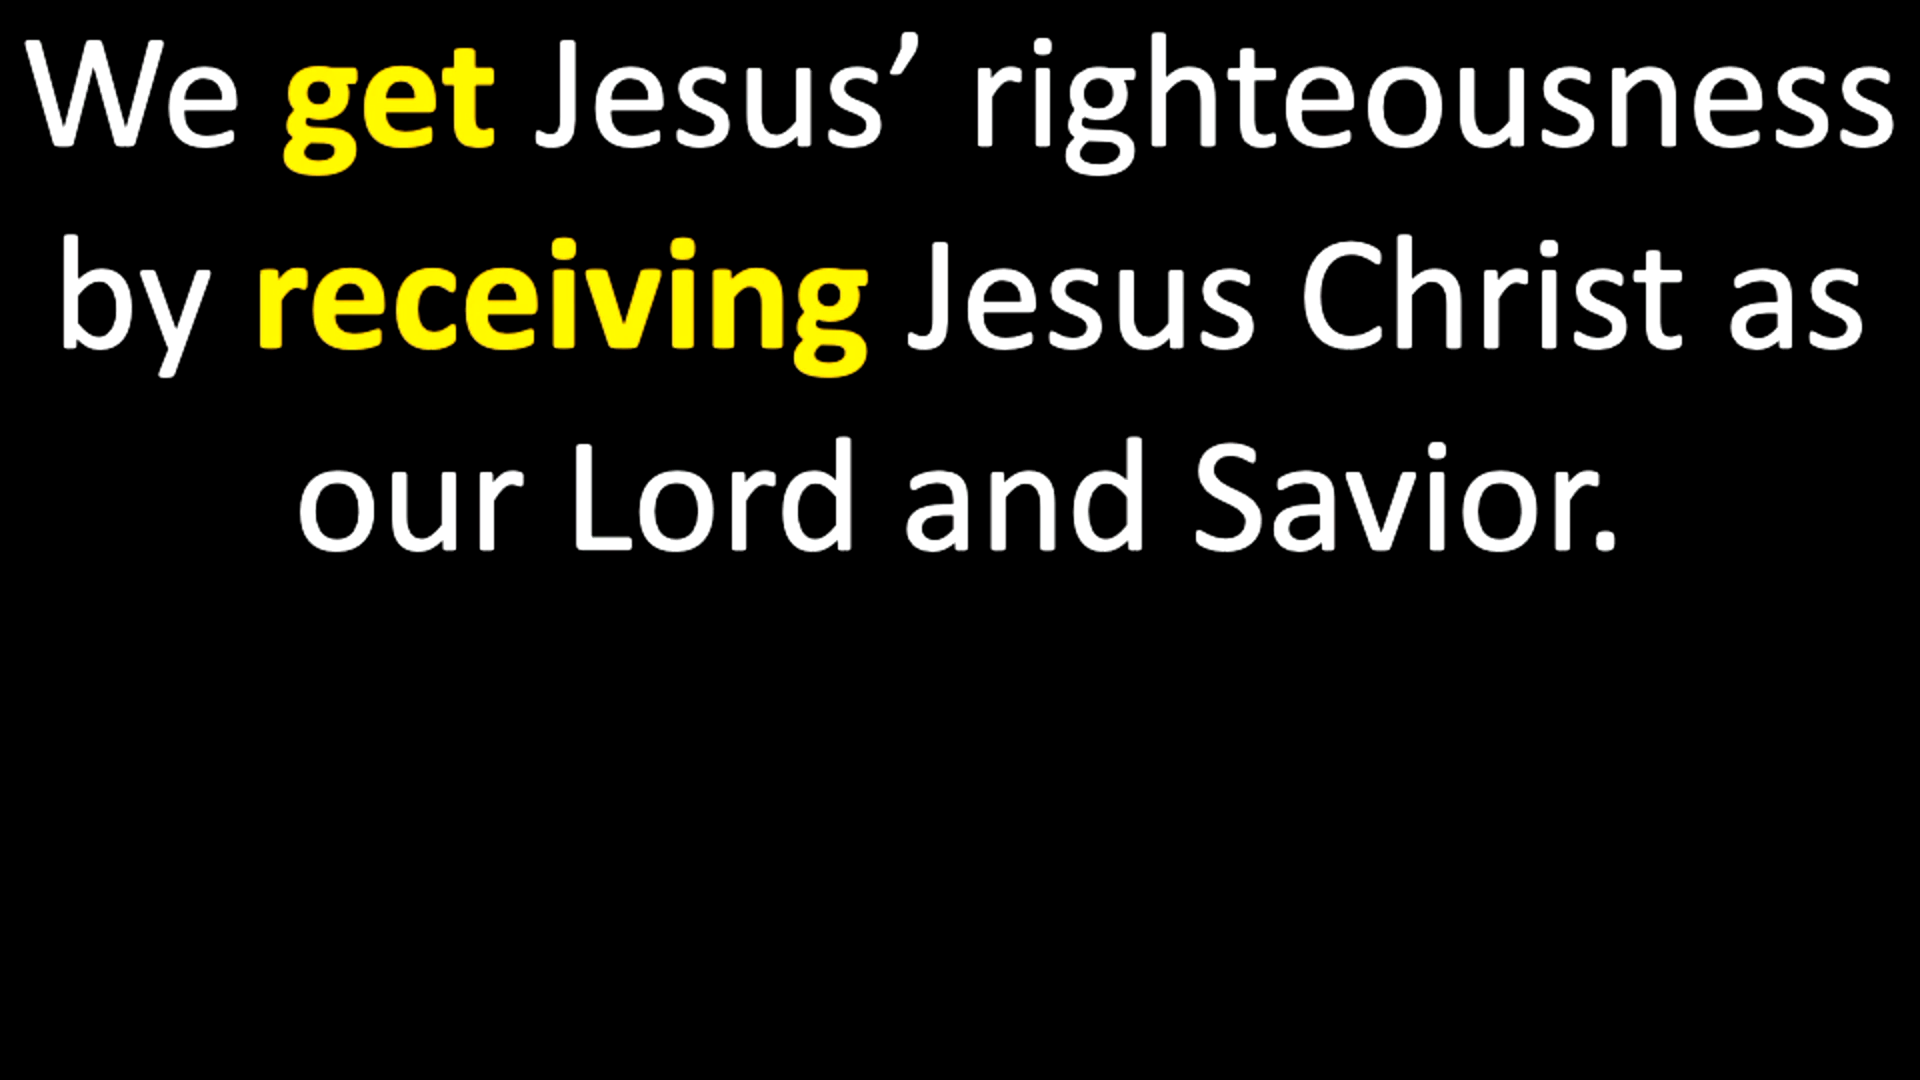 We get Jesus’ righteousness
by receiving Jesus Christ as
our Lord and Savior.